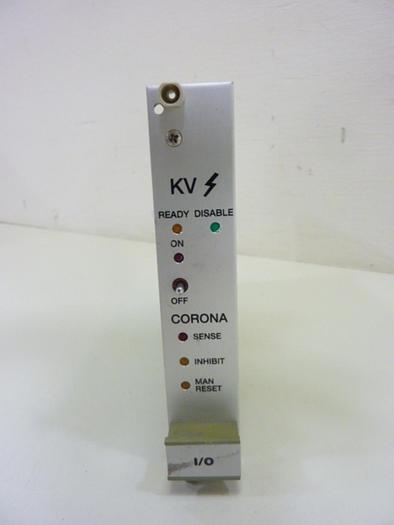 KV
READY DISABLE
ON
OFF
CORONA
SENSE
INHIBIT
MAN
RESET
I/O